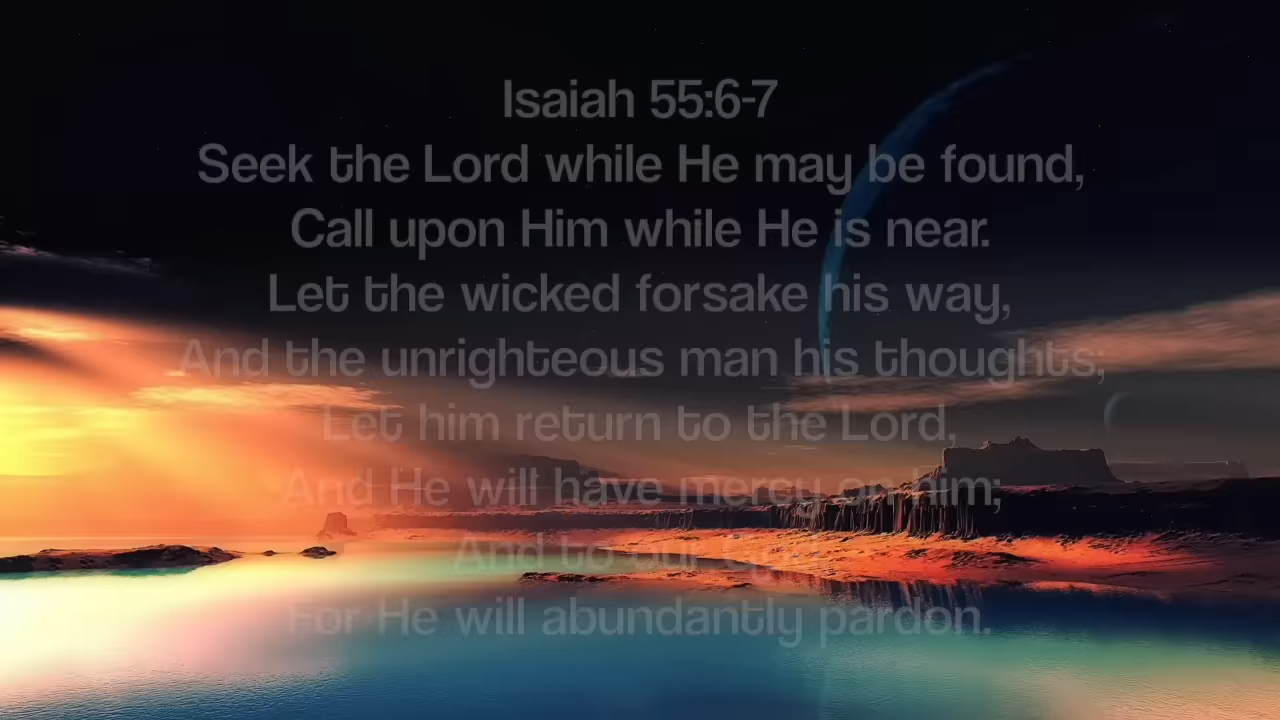 Isaiah 55:6-7
Seek the Lord while He may be found,
Call upon Him while He is near.
Let the wicked forsake his way,
And the unrighteous man his thoughts;
Let him return to the Lord,
And He will have mercy on him;
And to our God,
For He will abundantly pardon.